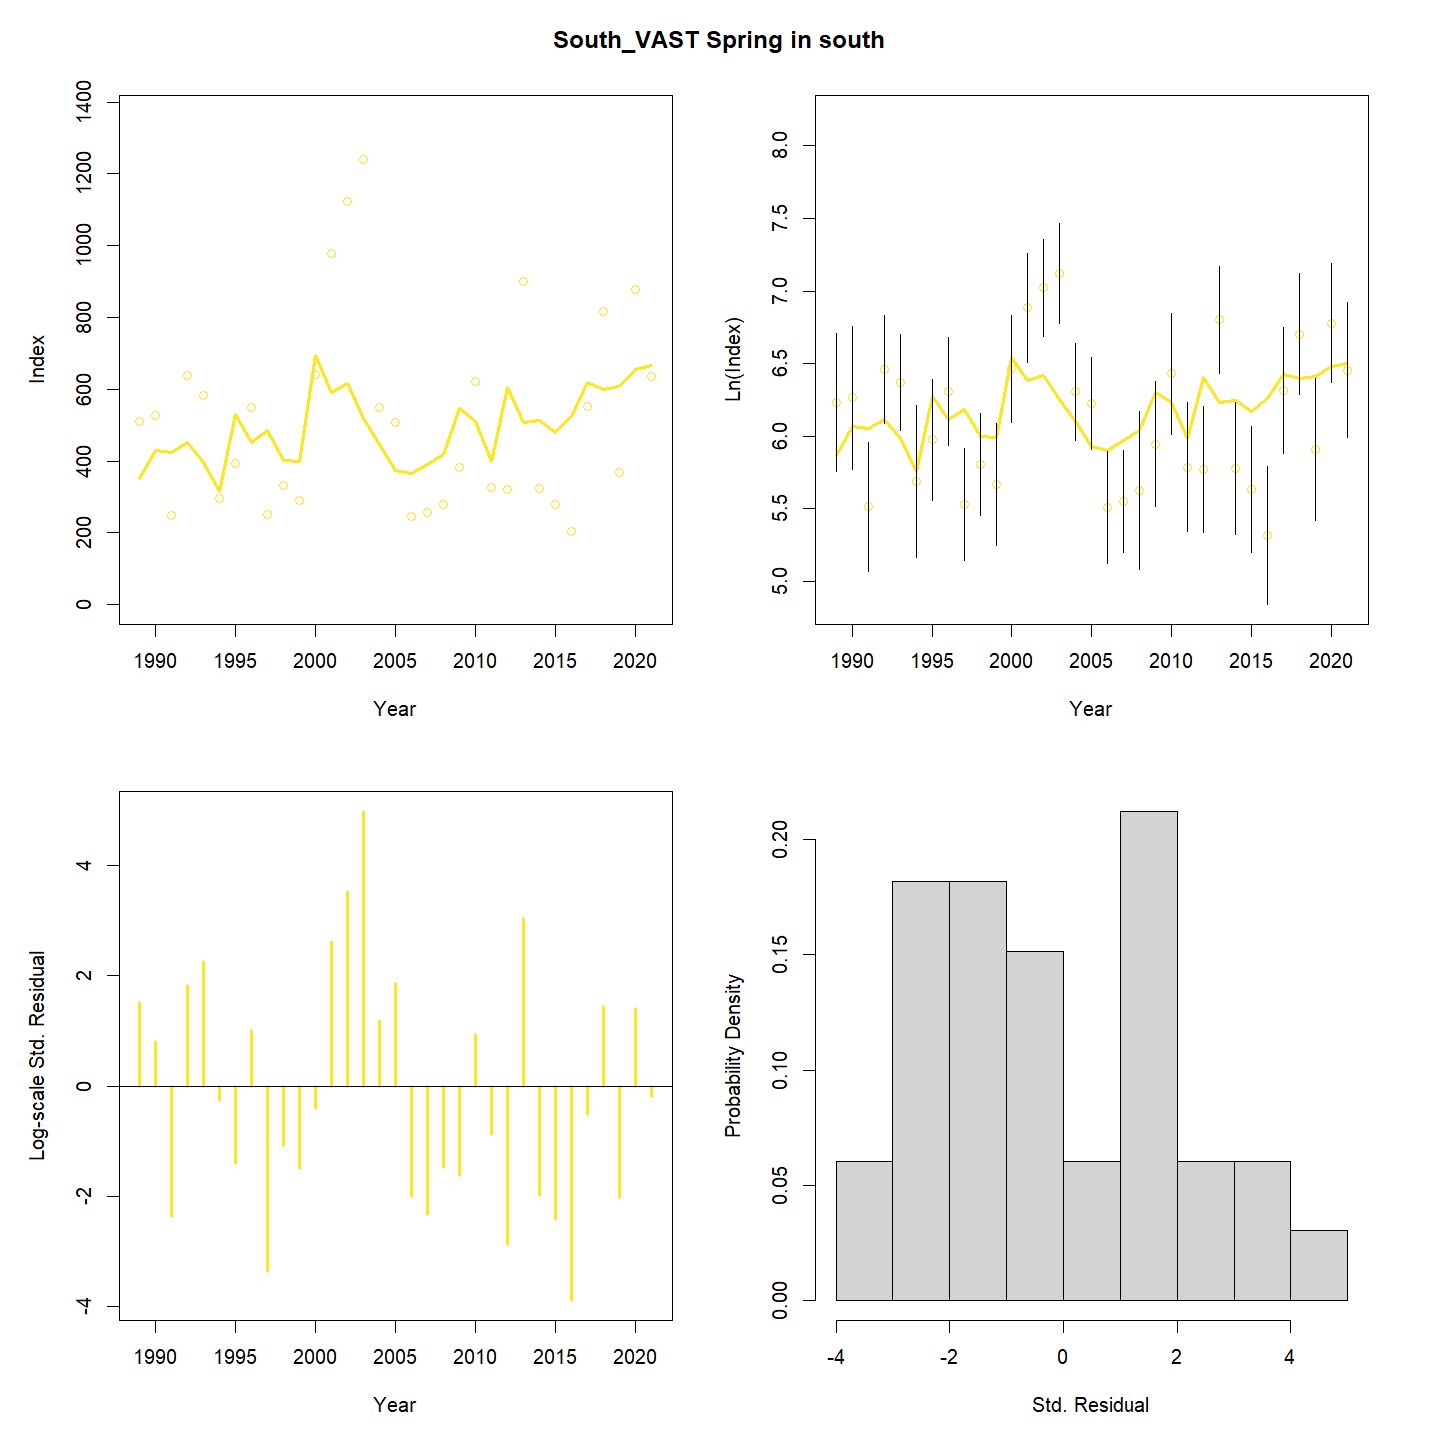 South_VAST Spring in south
Index
0 200 400 600 800 1000 1200 1400
1990 1995 2000 2005 2010 2015 2020
Year
Ln(Index)
5.0 5.5 6.0 6.5 7.0 7.5 8.0
1990 1995 2000 2005 2010 2015 2020
Year
Log-scale Std. Residual
-4 -2 0 2 4
1990 1995 2000 2005 2010 2015 2020
Year
Probability Density
0.00 0.05 0.10 0.15 0.20
-4 -2 0 2 4
Std. Residual